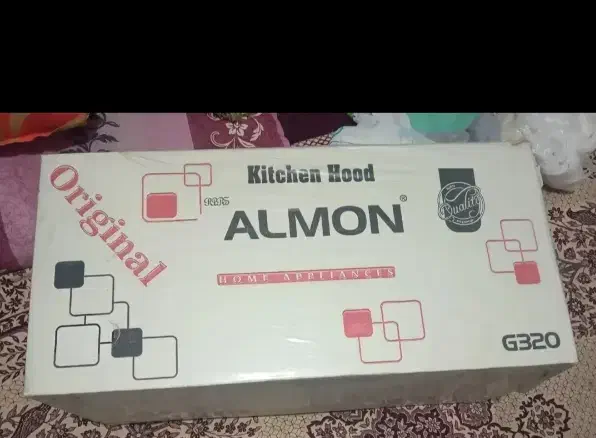 Kitchen Hood
Original
ALMON®
Quality
HOME APPLIANCES
G320